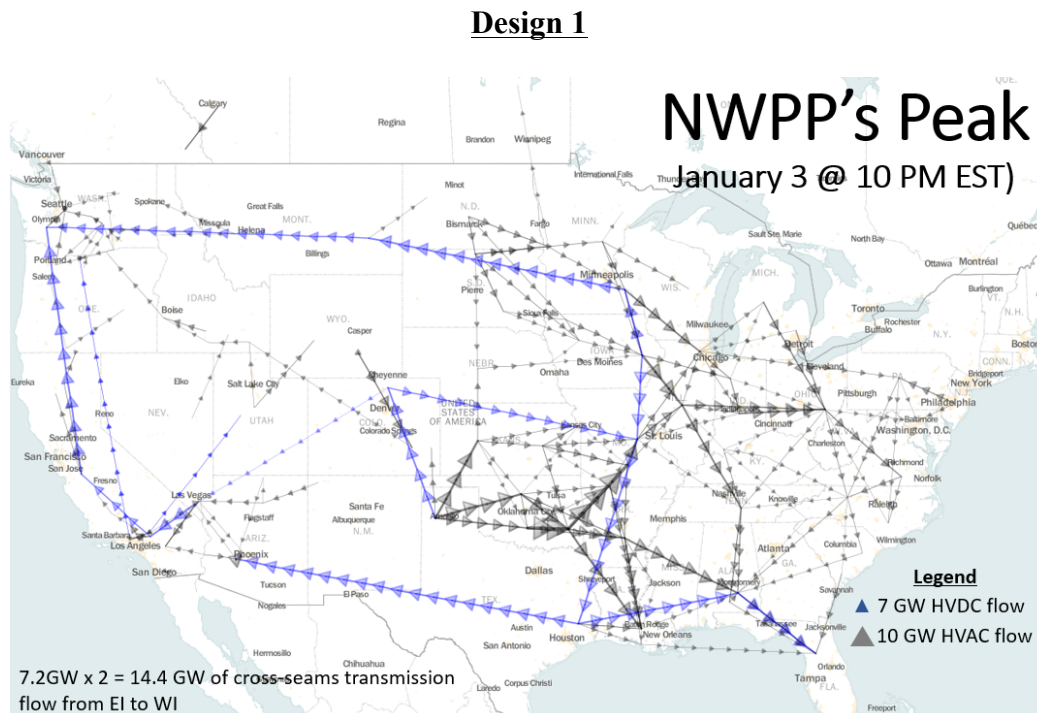 Design 1
NWPP's Peak
January 3 @ 10 PM EST)
QUE.
Calgary
Regina
Brandon
Winnipeg
Vancouver
Victoria
International Falls
Seattle
WASH.
Spokane
Great Falls
Minot
Olympia
Missoula
Helena
MONT.
N.D.
Bismarck
Fargo
MINN.
Sault Ste. Marie
North Bay
Québec
Portland
Billings
Ottawa
Montréal
Salem
S.D.
Pierre
Minneapolis
WIS.
MICH.
Burlington
VT.
ORE.
IDAHO
Boise
WYO.
Casper
Sioux Falls
Milwaukee
Toronto
Buffalo
Rochester
N.H.
N.Y.
Boston
Eureka
Elko
Salt Lake City
Cheyenne
NEBR.
Omaha
IOWA
Des Moines
Chicago
Detroit
Cleveland
CONN.
Bridgeport
New York
PA.
Reno
NEV.
UTAH
Denver
COLO.
Colorado Springs
UNITED
STATES
OF AMERICA
Kansas City
St. Louis
OHIO
Pittsburgh
Philadelphia
Baltimore
Washington, D.C.
Cincinnati
Charleston
Sacramento
San Francisco
San Jose
Fresno
Las Vegas
KY.
Richmond
Norfolk
Santa Barbara
Los Angeles
Flagstaff
ARIZ.
Santa Fe
Albuquerque
N.M.
Amarillo
Tulsa
Oklahoma City
Nashville
TENN.
Knoxville
Raleigh
Memphis
Wilmington
San Diego
Phoenix
Tucson
Nogales
El Paso
TEX.
Dallas
Shreveport
MISS.
Jackson
ALA.
Montgomery
Atlanta
GA.
Columbia
Savannah
Legend
7 GW HVDC flow
10 GW HVAC flow
Austin
Houston
San Antonio
Baton Rouge
New Orleans
Tallahassee
Jacksonville
Orlando
Tampa
FLA.
Hermosillo
Chihuahua
Laredo
Corpus Christi
Freeport
7.2GW x 2 = 14.4 GW of cross-seams transmission
flow from EI to WI